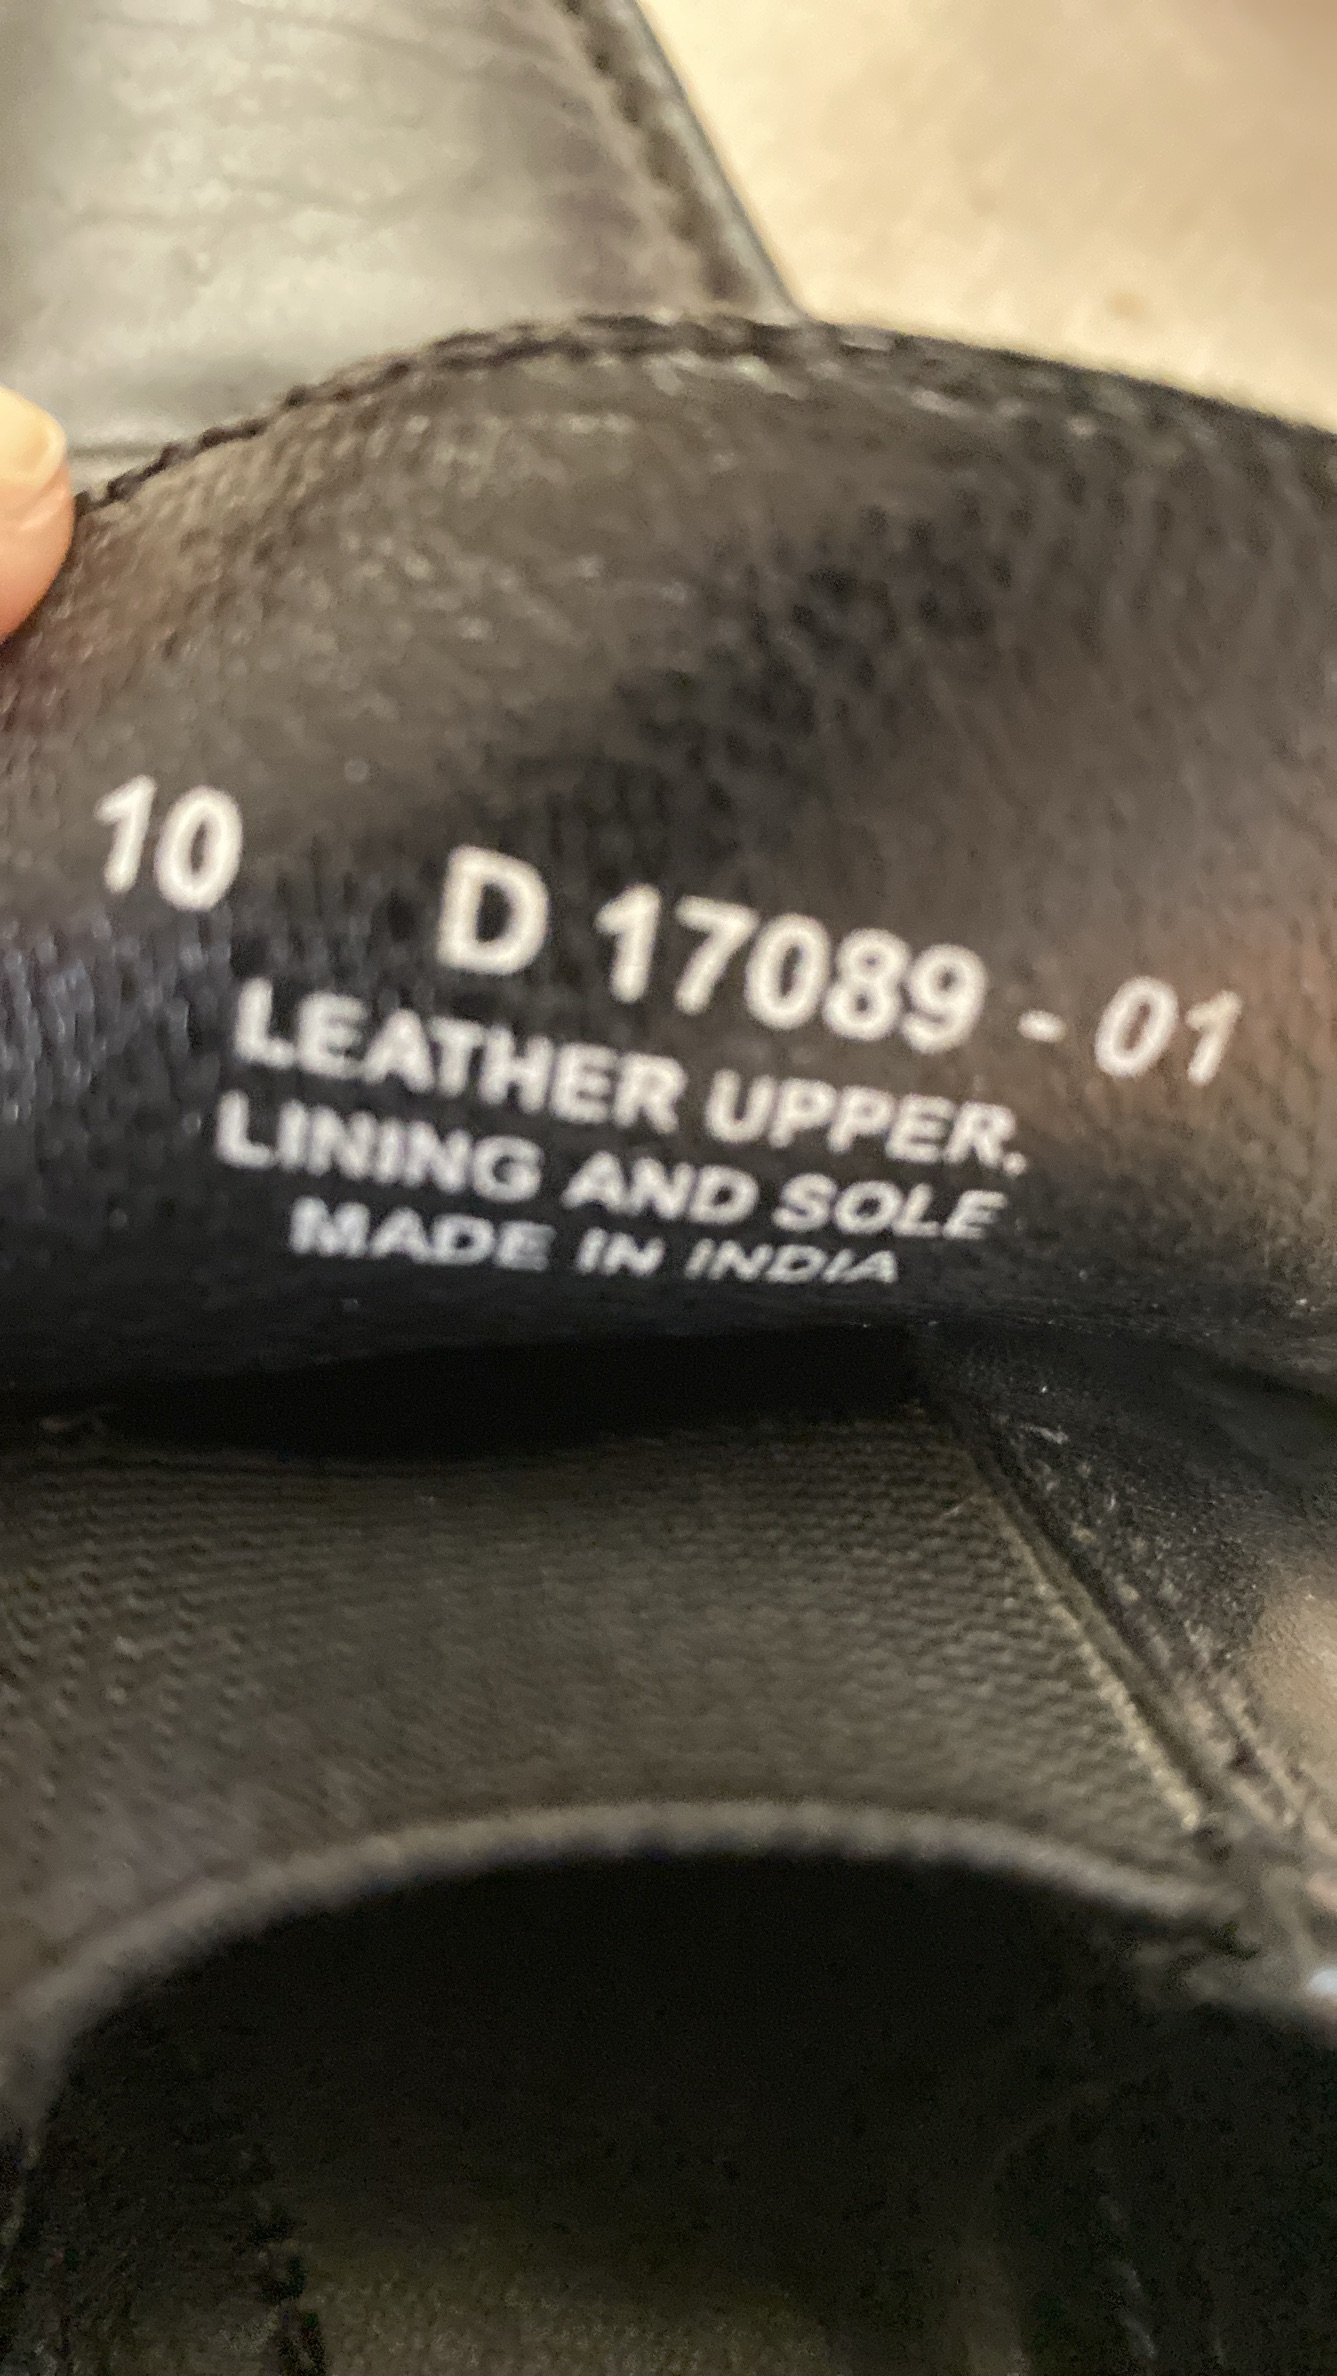 10 D 17089 - 01
LEATHER UPPER,
LINING AND SOLE
MADE IN INDIA